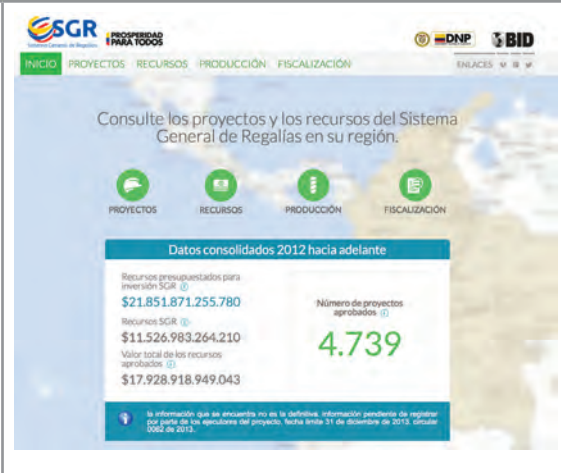 SGR
Sistema General de Regalías
PROSPERIDAD
PARA TODOS
DNP
BID
INICIO PROYECTOS RECURSOS PRODUCCIÓN FISCALIZACIÓN ENLACES
Consulte los proyectos y los recursos del Sistema
General de Regalías en su región.
PROYECTOS RECURSOS PRODUCCIÓN FISCALIZACIÓN
Datos consolidados 2012 hacia adelante
Recursos presupuestados para
inversión SGR
$21.851.871.255.780
Recursos SGR
$11.526.983.264.210
Valor total de los recursos
aprobados
$17.928.918.949.043
Número de proyectos
aprobados
4.739
la información que se encuentra no es la definitiva. información pendiente de registrar
por parte de los ejecutores del proyecto, fecha límite 31 de diciembre de 2013. circular
0062 de 2013.